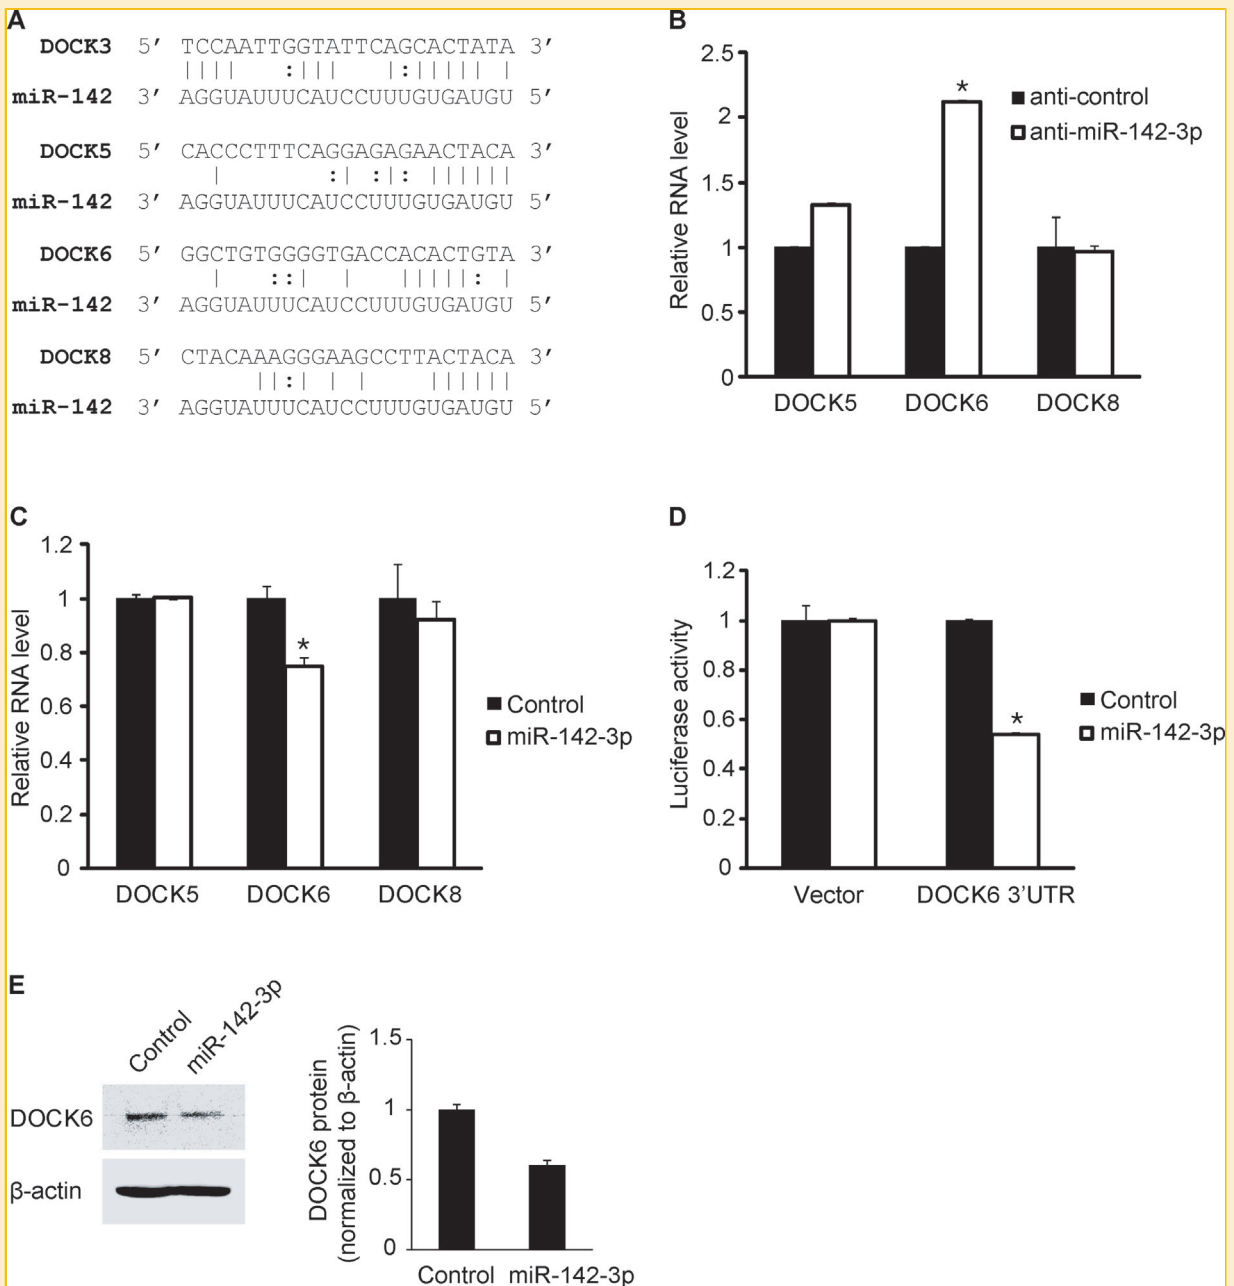 A
DOCK3 5′ TCCAATTGGTATTCAGCACTATA 3′
miR-142 3′ AGGUAUUUCAUCCUUUGUGAUGU 5′
DOCK5 5′ CACCCTTTCAGGAGAGAACTACA 3′
miR-142 3′ AGGUAUUUCAUCCUUUGUGAUGU 5′
DOCK6 5′ GGCTGTGGGGTGACCACACTGTA 3′
miR-142 3′ AGGUAUUUCAUCCUUUGUGAUGU 5′
DOCK8 5′ CTACAAAGGGAAGCCTTACTACA 3′
miR-142 3′ AGGUAUUUCAUCCUUUGUGAUGU 5′
B
Relative RNA level
2.5
2
1.5
1
0.5
0
*
anti-control
anti-miR-142-3p
DOCK5 DOCK6 DOCK8
C
Relative RNA level
1.2
1
0.8
0.6
0.4
0.2
0
*
Control
miR-142-3p
DOCK5 DOCK6 DOCK8
D
Luciferase activity
1.2
1
0.8
0.6
0.4
0.2
0
*
Control
miR-142-3p
Vector DOCK6 3’UTR
E
Control miR-142-3p
DOCK6
β-actin
DOCK6 protein
(normalized to β-actin)
1.5
1
0.5
0
Control miR-142-3p